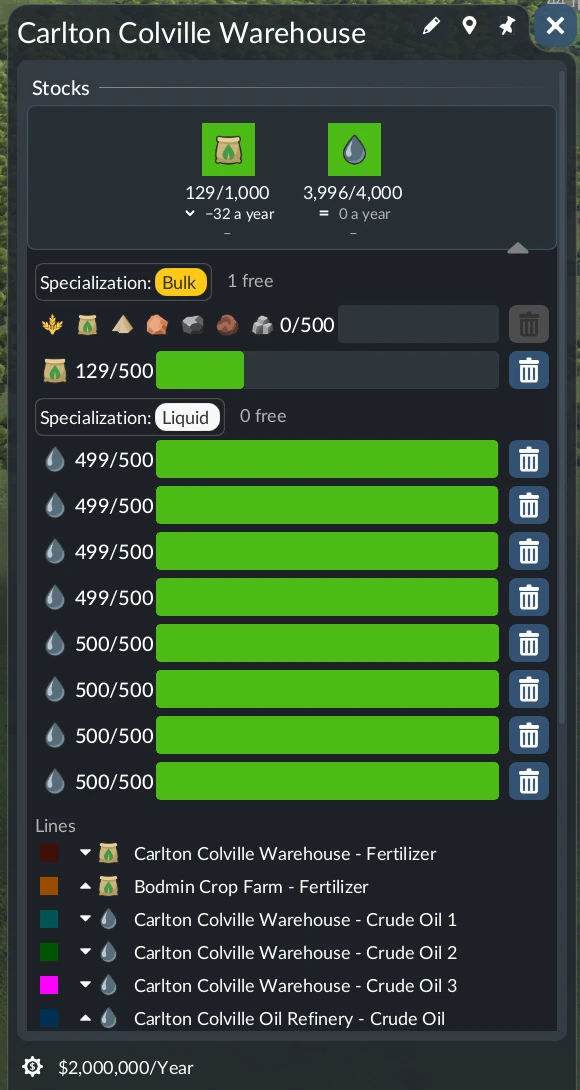 Carlton Colville Warehouse
Stocks
129/1,000 3,996/4,000
−32 a year = 0 a year
– –
Specialization: Bulk 1 free
0/500
129/500
Specialization: Liquid 0 free
499/500
499/500
499/500
499/500
500/500
500/500
500/500
500/500
Lines
Carlton Colville Warehouse - Fertilizer
Bodmin Crop Farm - Fertilizer
Carlton Colville Warehouse - Crude Oil 1
Carlton Colville Warehouse - Crude Oil 2
Carlton Colville Warehouse - Crude Oil 3
Carlton Colville Oil Refinery - Crude Oil
$2,000,000/Year